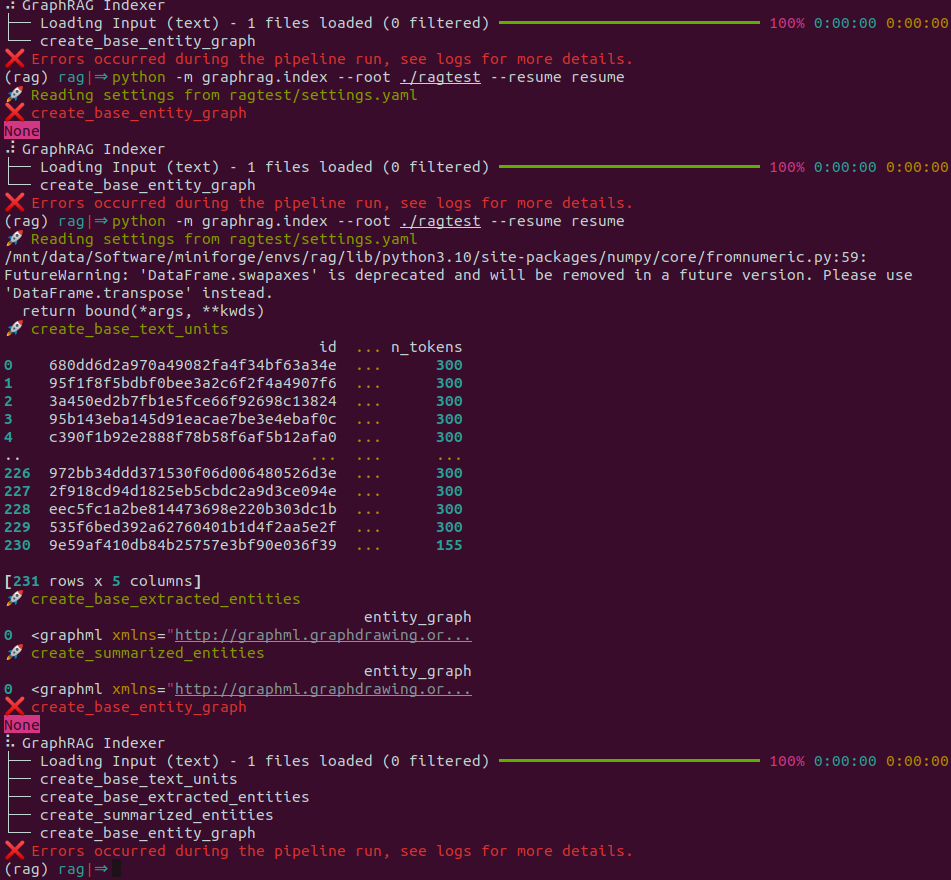 GraphRAG Indexer
├── Loading Input (text) - 1 files loaded (0 filtered) ━━━━━━━━━━━━━━━━━━━━━━━━━━━━━ 100% 0:00:00 0:00:00
└── create_base_entity_graph
❌ Errors occurred during the pipeline run, see logs for more details.
(rag) rag|⇒ python -m graphrag.index --root ./ragtest --resume resume
🚀 Reading settings from ragtest/settings.yaml
❌ create_base_entity_graph
None
⠼ GraphRAG Indexer
├── Loading Input (text) - 1 files loaded (0 filtered) ━━━━━━━━━━━━━━━━━━━━━━━━━━━━━ 100% 0:00:00 0:00:00
└── create_base_entity_graph
❌ Errors occurred during the pipeline run, see logs for more details.
(rag) rag|⇒ python -m graphrag.index --root ./ragtest --resume resume
🚀 Reading settings from ragtest/settings.yaml
/mnt/data/Software/miniforge/envs/rag/lib/python3.10/site-packages/numpy/core/fromnumeric.py:59:
FutureWarning: 'DataFrame.swapaxes' is deprecated and will be removed in a future version. Please use
'DataFrame.transpose' instead.
  return bound(*args, **kwds)
🚀 create_base_text_units
id ... n_tokens
0 680dd6d2a970a49082fa4f34bf63a34e ... 300
1 95f1f8f5bdbf0bee3a2c6f2f4a4907f6 ... 300
2 3a450ed2b7fb1e5fce66f92698c13824 ... 300
3 95b143eba145d91eacae7be3e4ebaf0c ... 300
4 c390f1b92e2888f78b58f6af5b12afa0 ... 300
.. ... ... ...
226 972bb34ddd371530f06d006480526d3e ... 300
227 2f918cd94d1825eb5cbdc2a9d3ce094e ... 300
228 eec5fc1a2be814473698e220b303dc1b ... 300
229 535f6bed392a62760401b1d4f2aa5e2f ... 300
230 9e59af410db84b25757e3bf90e036f39 ... 155
[231 rows x 5 columns]
🚀 create_base_extracted_entities
entity_graph
0 <graphml xmlns="http://graphml.graphdrawing.or...
🚀 create_summarized_entities
entity_graph
0 <graphml xmlns="http://graphml.graphdrawing.or...
❌ create_base_entity_graph
None
⠧ GraphRAG Indexer
├── Loading Input (text) - 1 files loaded (0 filtered) ━━━━━━━━━━━━━━━━━━━━━━━━━━━━━ 100% 0:00:00 0:00:00
├── create_base_text_units
├── create_base_extracted_entities
├── create_summarized_entities
└── create_base_entity_graph
❌ Errors occurred during the pipeline run, see logs for more details.
(rag) rag|⇒